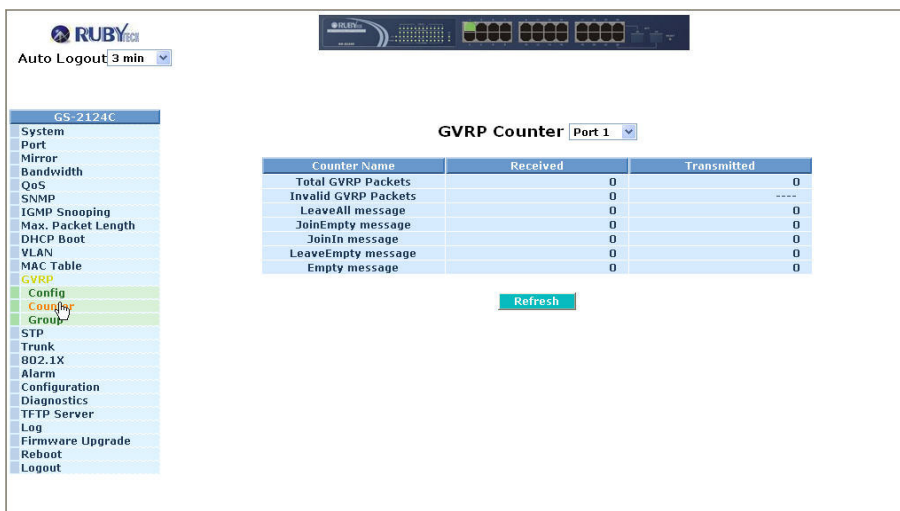 RUBYTECH
Auto Logout 3 min
GS-2124C
System
Port
Mirror
Bandwidth
QoS
SNMP
IGMP Snooping
Max. Packet Length
DHCP Boot
VLAN
MAC Table
GVRP
Config
Counter
Group
STP
Trunk
802.1X
Alarm
Configuration
Diagnostics
TFTP Server
Log
Firmware Upgrade
Reboot
Logout
GVRP Counter Port 1
Counter Name Received Transmitted
Total GVRP Packets 0 0
Invalid GVRP Packets 0 ----
LeaveAll message 0 0
JoinEmpty message 0 0
JoinIn message 0 0
LeaveEmpty message 0 0
Empty message 0 0
Refresh